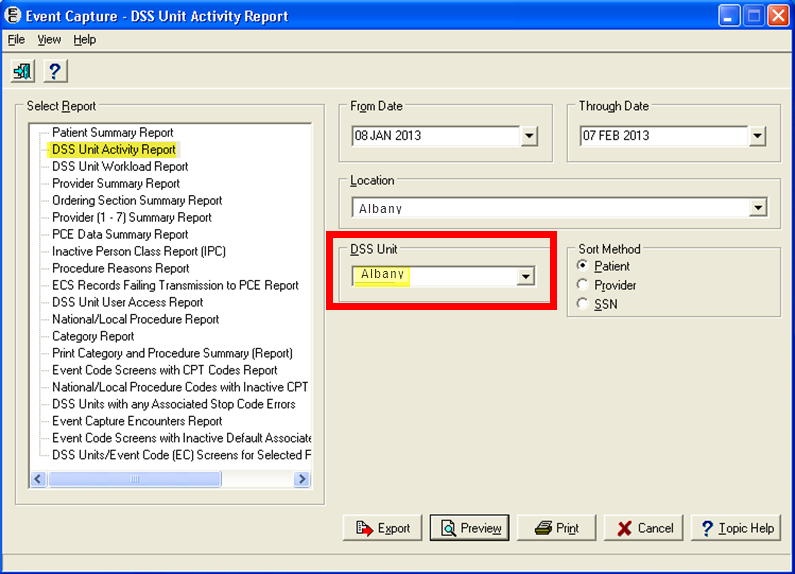 Event Capture - DSS Unit Activity Report
File View Help
Select Report
Patient Summary Report
DSS Unit Activity Report
DSS Unit Workload Report
Provider Summary Report
Ordering Section Summary Report
Provider (1 - 7) Summary Report
PCE Data Summary Report
Inactive Person Class Report (IPC)
Procedure Reasons Report
ECS Records Failing Transmission to PCE Report
DSS Unit User Access Report
National/Local Procedure Report
Category Report
Print Category and Procedure Summary (Report)
Event Code Screens with CPT Codes Report
National/Local Procedure Codes with Inactive CPT
DSS Units with any Associated Stop Code Errors
Event Capture Encounters Report
Event Code Screens with Inactive Default Associate
DSS Units/Event Code (EC) Screens for Selected F
From Date
08 JAN 2013
Through Date
07 FEB 2013
Location
Albany
DSS Unit
Albany
Sort Method
Patient
Provider
SSN
Export Preview Print Cancel ? Topic Help